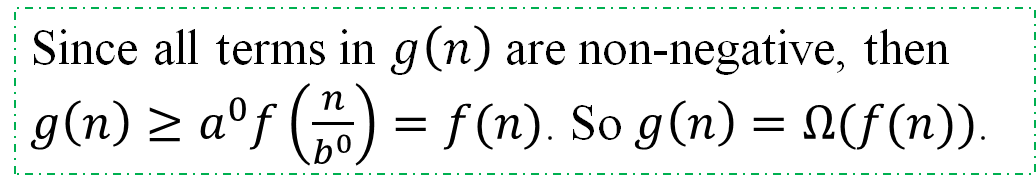 Since all terms in g(n) are non-negative, then
g(n) ≥ a⁰f(n/b⁰) = f(n). So g(n) = Ω(f(n)).